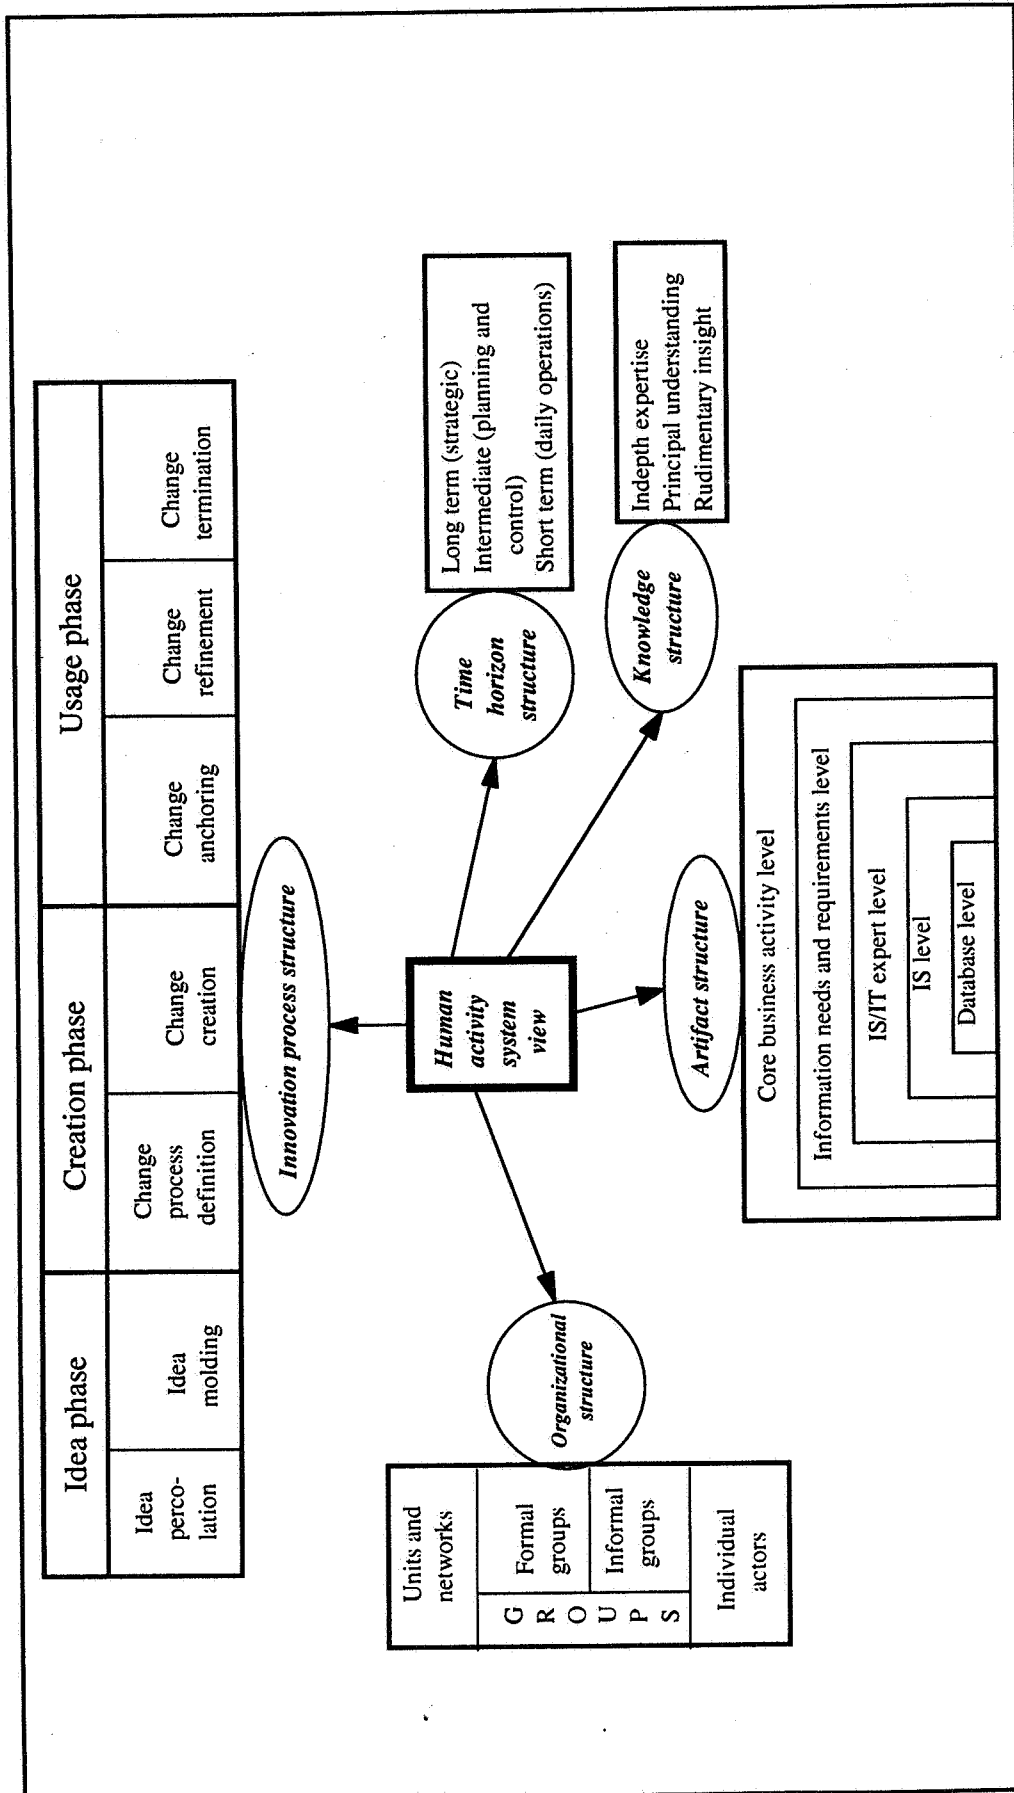 Idea phase
Creation phase
Usage phase
Idea
perco-
lation
Idea
molding
Change
process
definition
Change
creation
Change
anchoring
Change
refinement
Change
termination
Innovation process structure
Units and
networks
G
R
O
U
P
S
Formal
groups
Informal
groups
Individual
actors
Organizational
structure
Human
activity
system
view
Time
horizon
structure
Long term (strategic)
Intermediate (planning and
control)
Short term (daily operations)
Knowledge
structure
Indepth expertise
Principal understanding
Rudimentary insight
Artifact structure
Core business activity level
Information needs and requirements level
IS/IT expert level
IS level
Database level